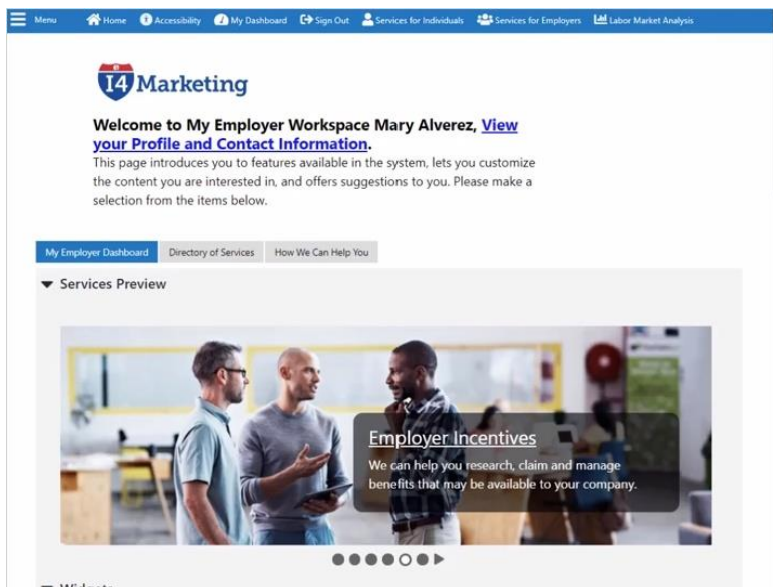 Menu Home Accessibility My Dashboard Sign Out Services for Individuals Services for Employers Labor Market Analysis
I4 Marketing
Welcome to My Employer Workspace Mary Alverez, View
your Profile and Contact Information.
This page introduces you to features available in the system, lets you customize
the content you are interested in, and offers suggestions to you. Please make a
selection from the items below.
My Employer Dashboard Directory of Services How We Can Help You
Services Preview
Employer Incentives
We can help you research, claim and manage
benefits that may be available to your company.
Widgets